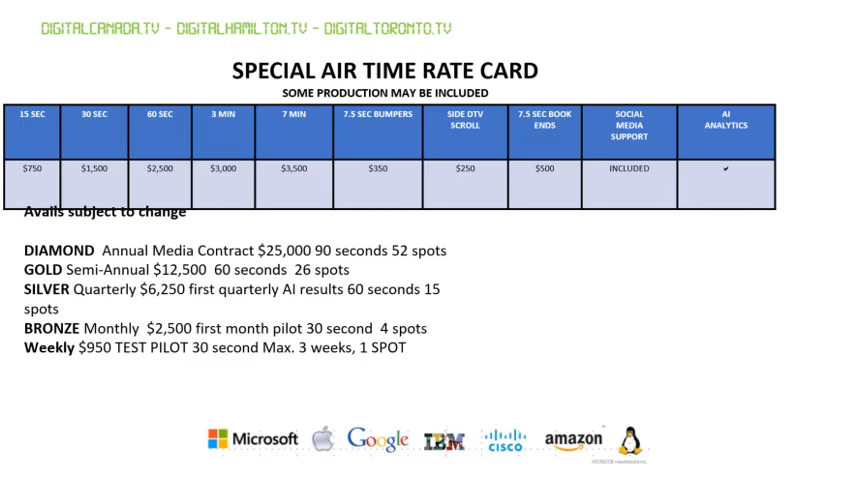 DIGITALCANADA.TV - DIGITALHAMILTON.TV - DIGITALTORONTO.TV
SPECIAL AIR TIME RATE CARD
SOME PRODUCTION MAY BE INCLUDED
15 SEC 30 SEC 60 SEC 3 MIN 7 MIN 7.5 SEC BUMPERS SIDE DTV SCROLL 7.5 SEC BOOK ENDS SOCIAL MEDIA SUPPORT AI ANALYTICS
$750 $1,500 $2,500 $3,000 $3,500 $350 $250 $500 INCLUDED ✓
Avails subject to change
DIAMOND Annual Media Contract $25,000 90 seconds 52 spots
GOLD Semi-Annual $12,500 60 seconds 26 spots
SILVER Quarterly $6,250 first quarterly AI results 60 seconds 15
spots
BRONZE Monthly $2,500 first month pilot 30 second 4 spots
Weekly $950 TEST PILOT 30 second Max. 3 weeks, 1 SPOT
Microsoft Google IBM CISCO amazon